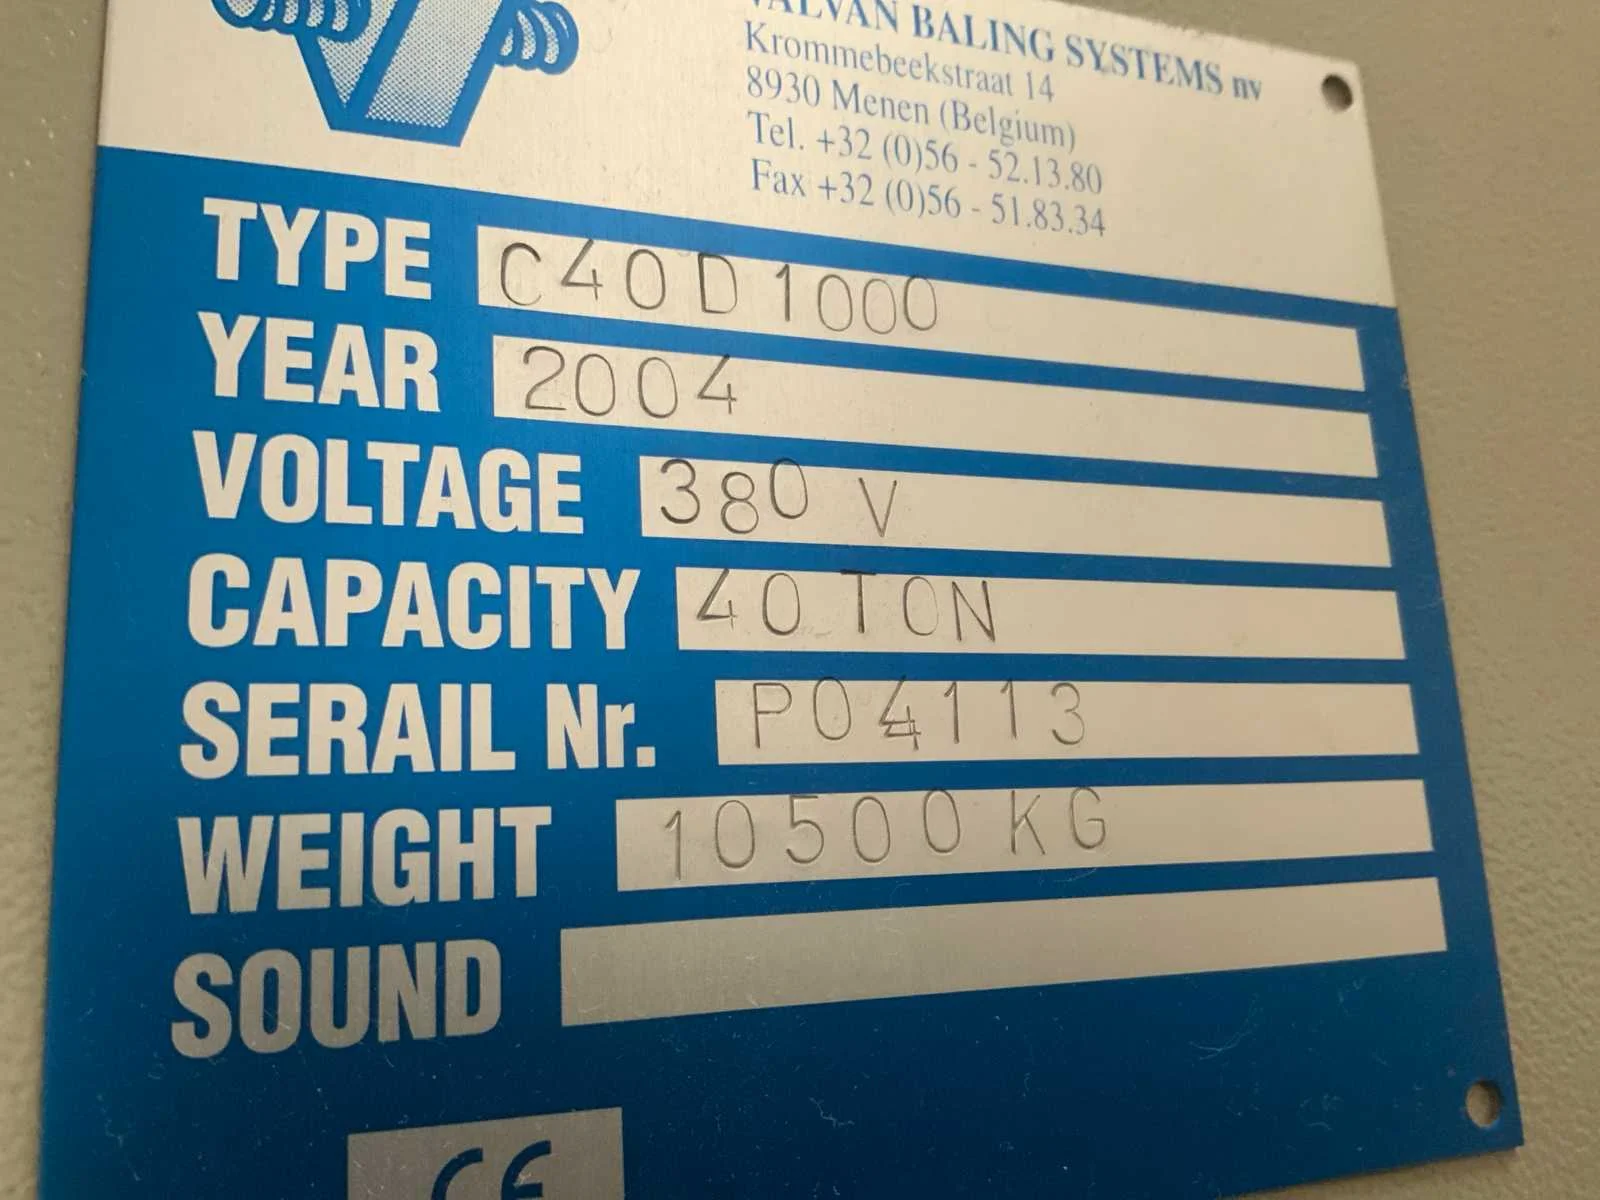 VALVAN BALING SYSTEMS nv
Krommebeekstraat 14
8930 Menen (Belgium)
Tel. +32 (0)56 - 52.13.80
Fax +32 (0)56 - 51.83.34
TYPE C40D1000
YEAR 2004
VOLTAGE 380 V
CAPACITY 40 TON
SERAIL Nr. P04113
WEIGHT 10500 KG
SOUND
CE